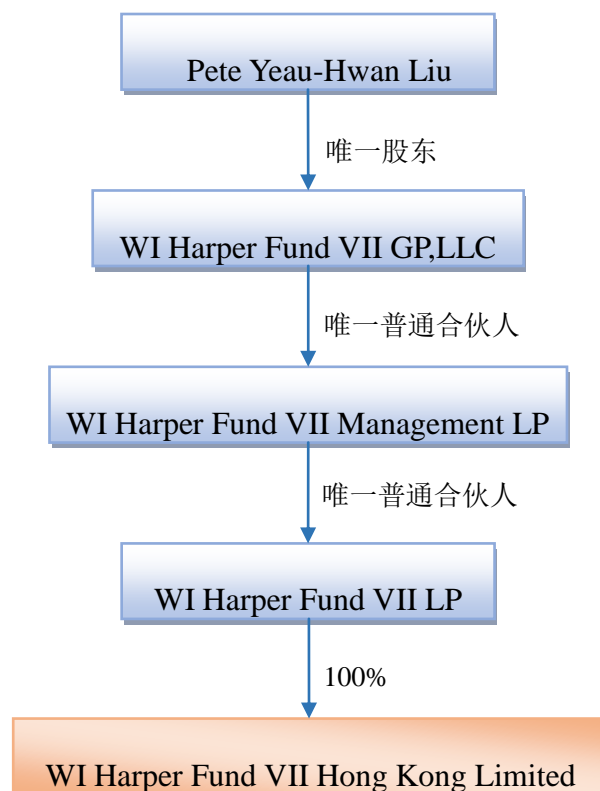 Pete Yeau-Hwan Liu
唯一股东
WI Harper Fund VII GP,LLC
唯一普通合伙人
WI Harper Fund VII Management LP
唯一普通合伙人
WI Harper Fund VII LP
100%
WI Harper Fund VII Hong Kong Limited